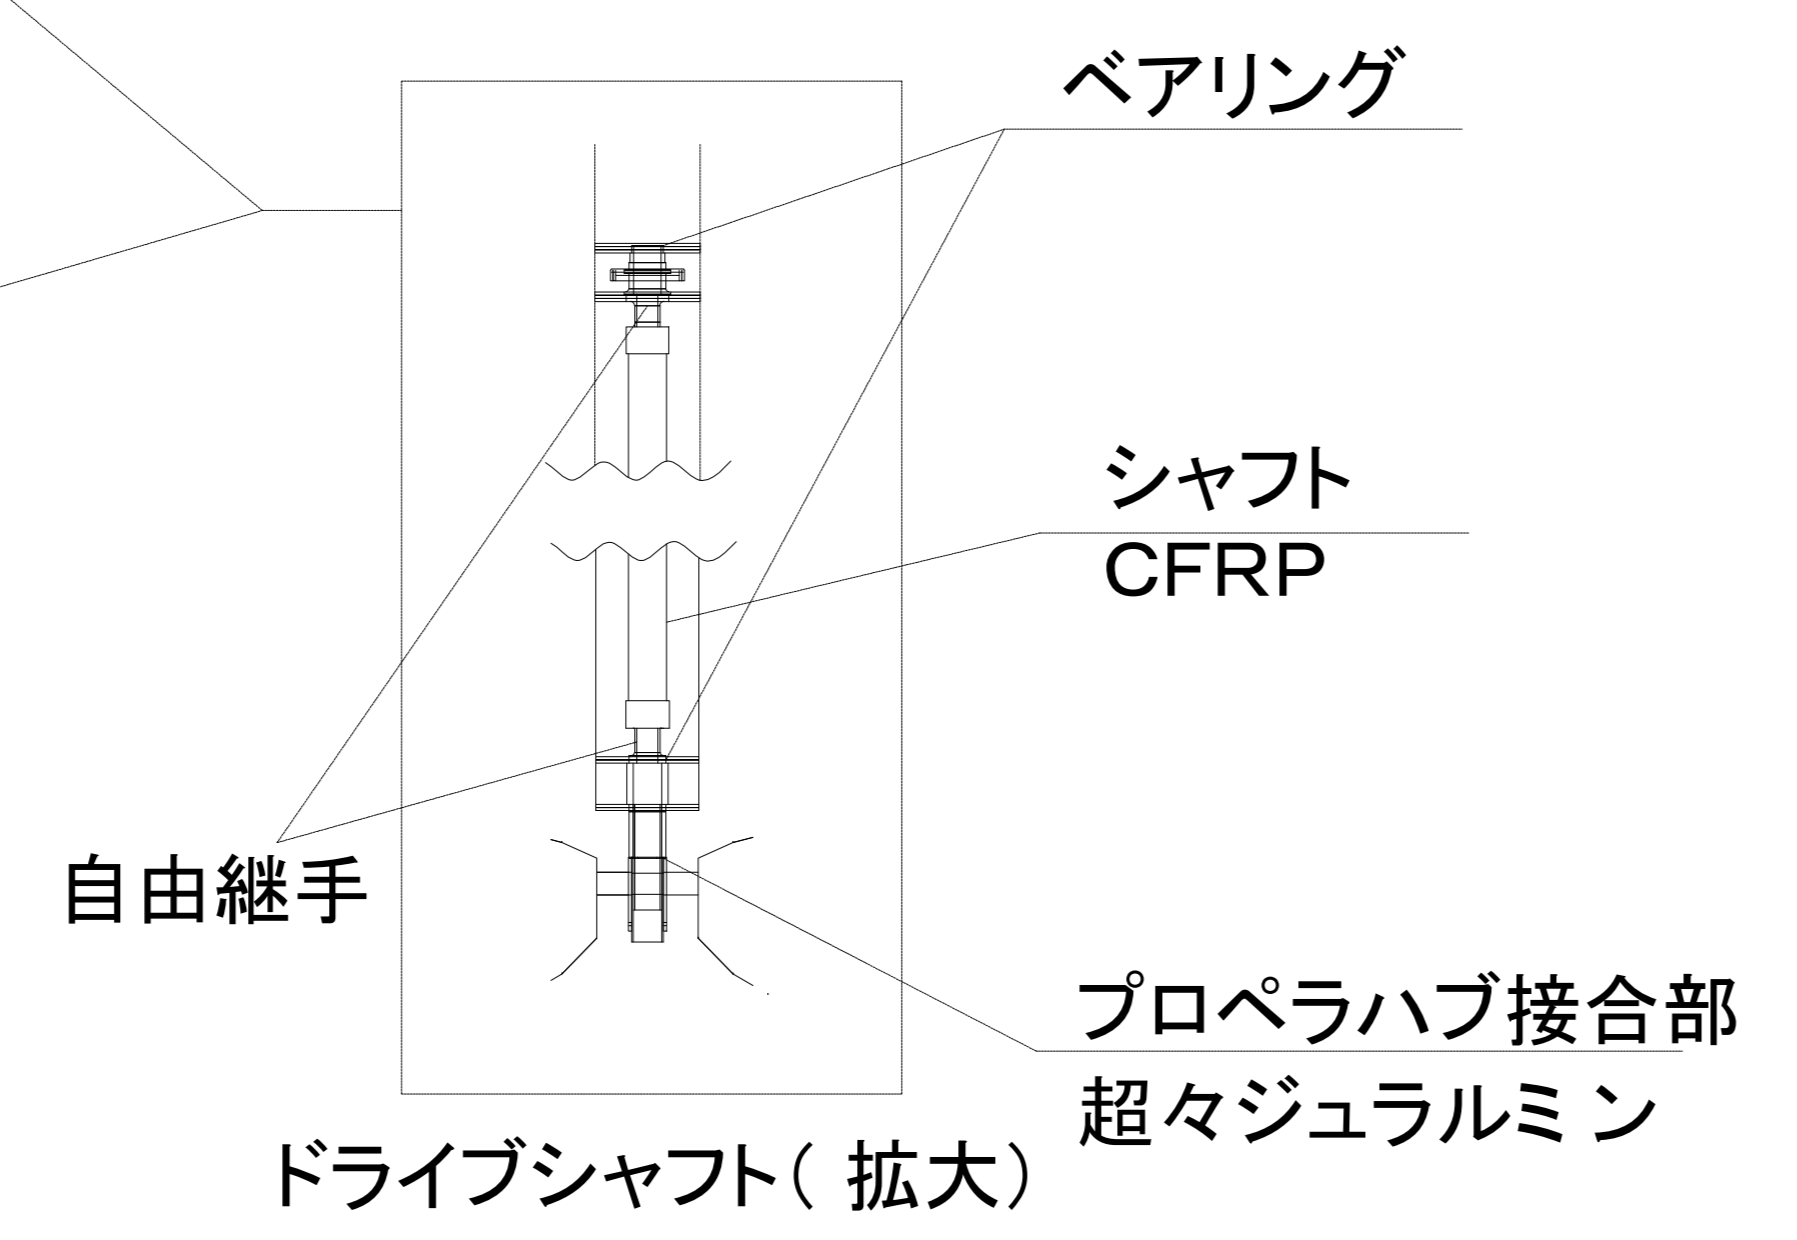 ベアリング
シャフト
CFRP
自由継手
プロペラハブ接合部
超々ジュラルミン
ドライブシャフト(拡大)